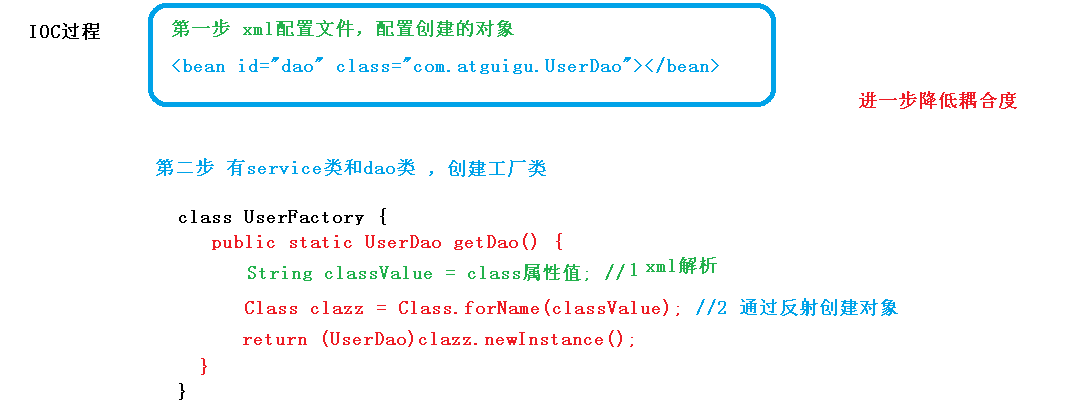 IOC过程
第一步 xml配置文件，配置创建的对象
<bean id="dao" class="com.atguigu.UserDao"></bean>
进一步降低耦合度
第二步 有service类和dao类 ，创建工厂类
class UserFactory {
public static UserDao getDao() {
String classValue = class属性值; //1 xml解析
Class clazz = Class.forName(classValue); //2 通过反射创建对象
return (UserDao)clazz.newInstance();
}
}